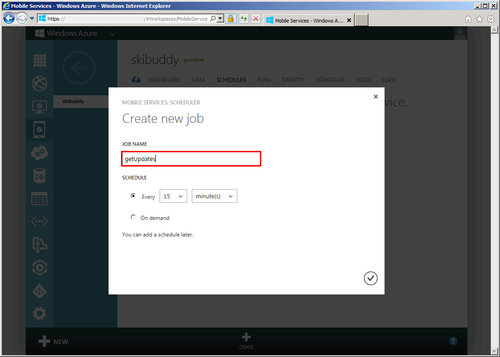 Mobile Services - Windows Azure - Windows Internet Explorer
https://
/#Workspaces/MobileService
Mobile Services - Windows A...
Windows Azure
skibuddy preview
DASHBOARD DATA SCHEDULER PUSH IDENTITY CONFIGURE SCALE LOGS
skibuddy
vice.
MOBILE SERVICES: SCHEDULER
Create new job
JOB NAME
getUpdates
SCHEDULE
Every 15 minute(s)
On demand
You can add a schedule later.
NEW
CREATE
?